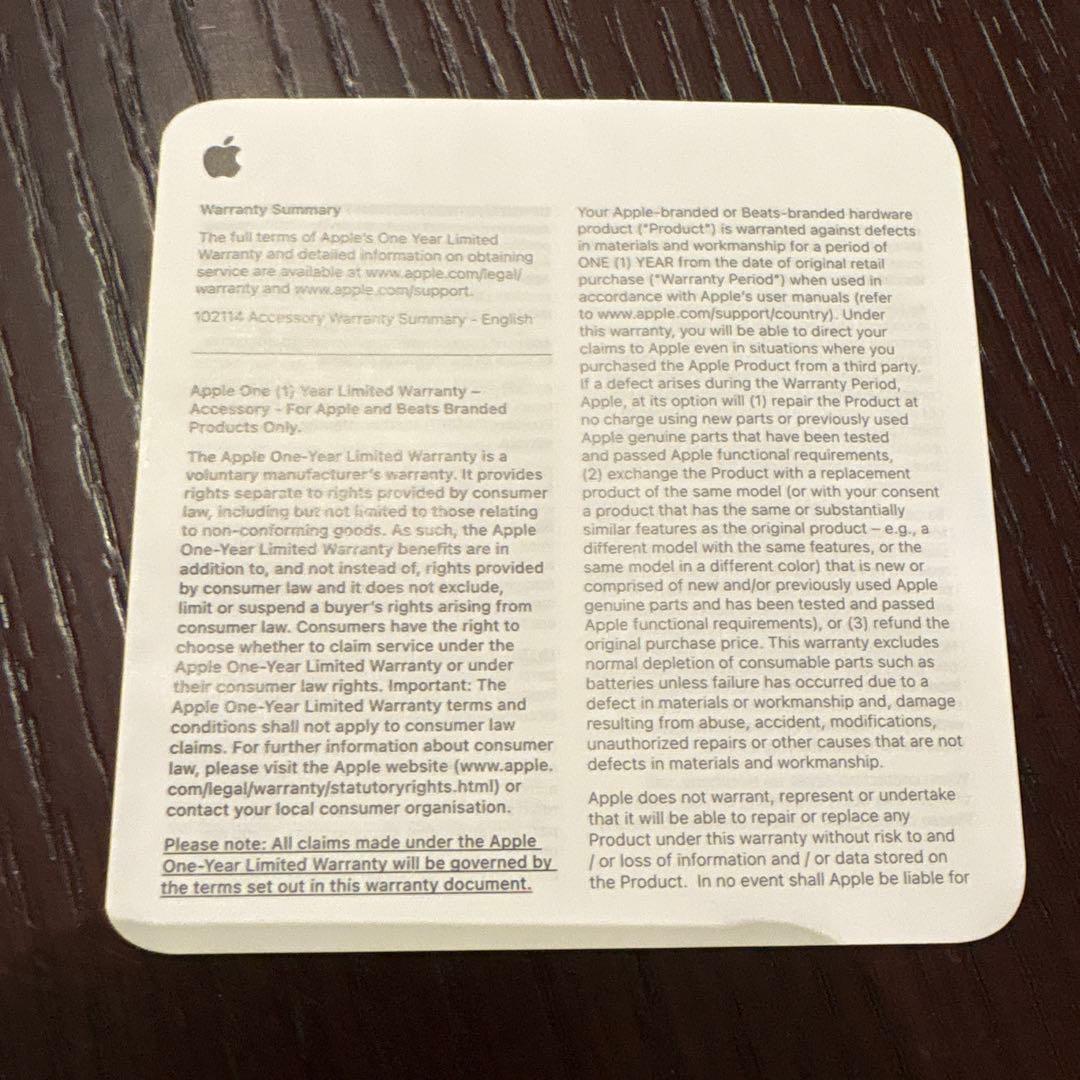 Warranty Summary
The full terms of Apple's One Year Limited
Warranty and detailed information on obtaining
service are available at www.apple.com/legal/
warranty and www.apple.com/support.
102114 Accessory Warranty Summary - English
Apple One (1) Year Limited Warranty –
Accessory - For Apple and Beats Branded
Products Only.
The Apple One-Year Limited Warranty is a
voluntary manufacturer's warranty. It provides
rights separate to rights provided by consumer
law, including but not limited to those relating
to non-conforming goods. As such, the Apple
One-Year Limited Warranty benefits are in
addition to, and not instead of, rights provided
by consumer law and it does not exclude,
limit or suspend a buyer's rights arising from
consumer law. Consumers have the right to
choose whether to claim service under the
Apple One-Year Limited Warranty or under
their consumer law rights. Important: The
Apple One-Year Limited Warranty terms and
conditions shall not apply to consumer law
claims. For further information about consumer
law, please visit the Apple website (www.apple.
com/legal/warranty/statutoryrights.html) or
contact your local consumer organisation.
Please note: All claims made under the Apple
One-Year Limited Warranty will be governed by
the terms set out in this warranty document.
Your Apple-branded or Beats-branded hardware
product ("Product") is warranted against defects
in materials and workmanship for a period of
ONE (1) YEAR from the date of original retail
purchase ("Warranty Period") when used in
accordance with Apple's user manuals (refer
to www.apple.com/support/country). Under
this warranty, you will be able to direct your
claims to Apple even in situations where you
purchased the Apple Product from a third party.
If a defect arises during the Warranty Period,
Apple, at its option will (1) repair the Product at
no charge using new parts or previously used
Apple genuine parts that have been tested
and passed Apple functional requirements,
(2) exchange the Product with a replacement
product of the same model (or with your consent
a product that has the same or substantially
similar features as the original product – e.g., a
different model with the same features, or the
same model in a different color) that is new or
comprised of new and/or previously used Apple
genuine parts and has been tested and passed
Apple functional requirements), or (3) refund the
original purchase price. This warranty excludes
normal depletion of consumable parts such as
batteries unless failure has occurred due to a
defect in materials or workmanship and, damage
resulting from abuse, accident, modifications,
unauthorized repairs or other causes that are not
defects in materials and workmanship.
Apple does not warrant, represent or undertake
that it will be able to repair or replace any
Product under this warranty without risk to and
/ or loss of information and / or data stored on
the Product. In no event shall Apple be liable for